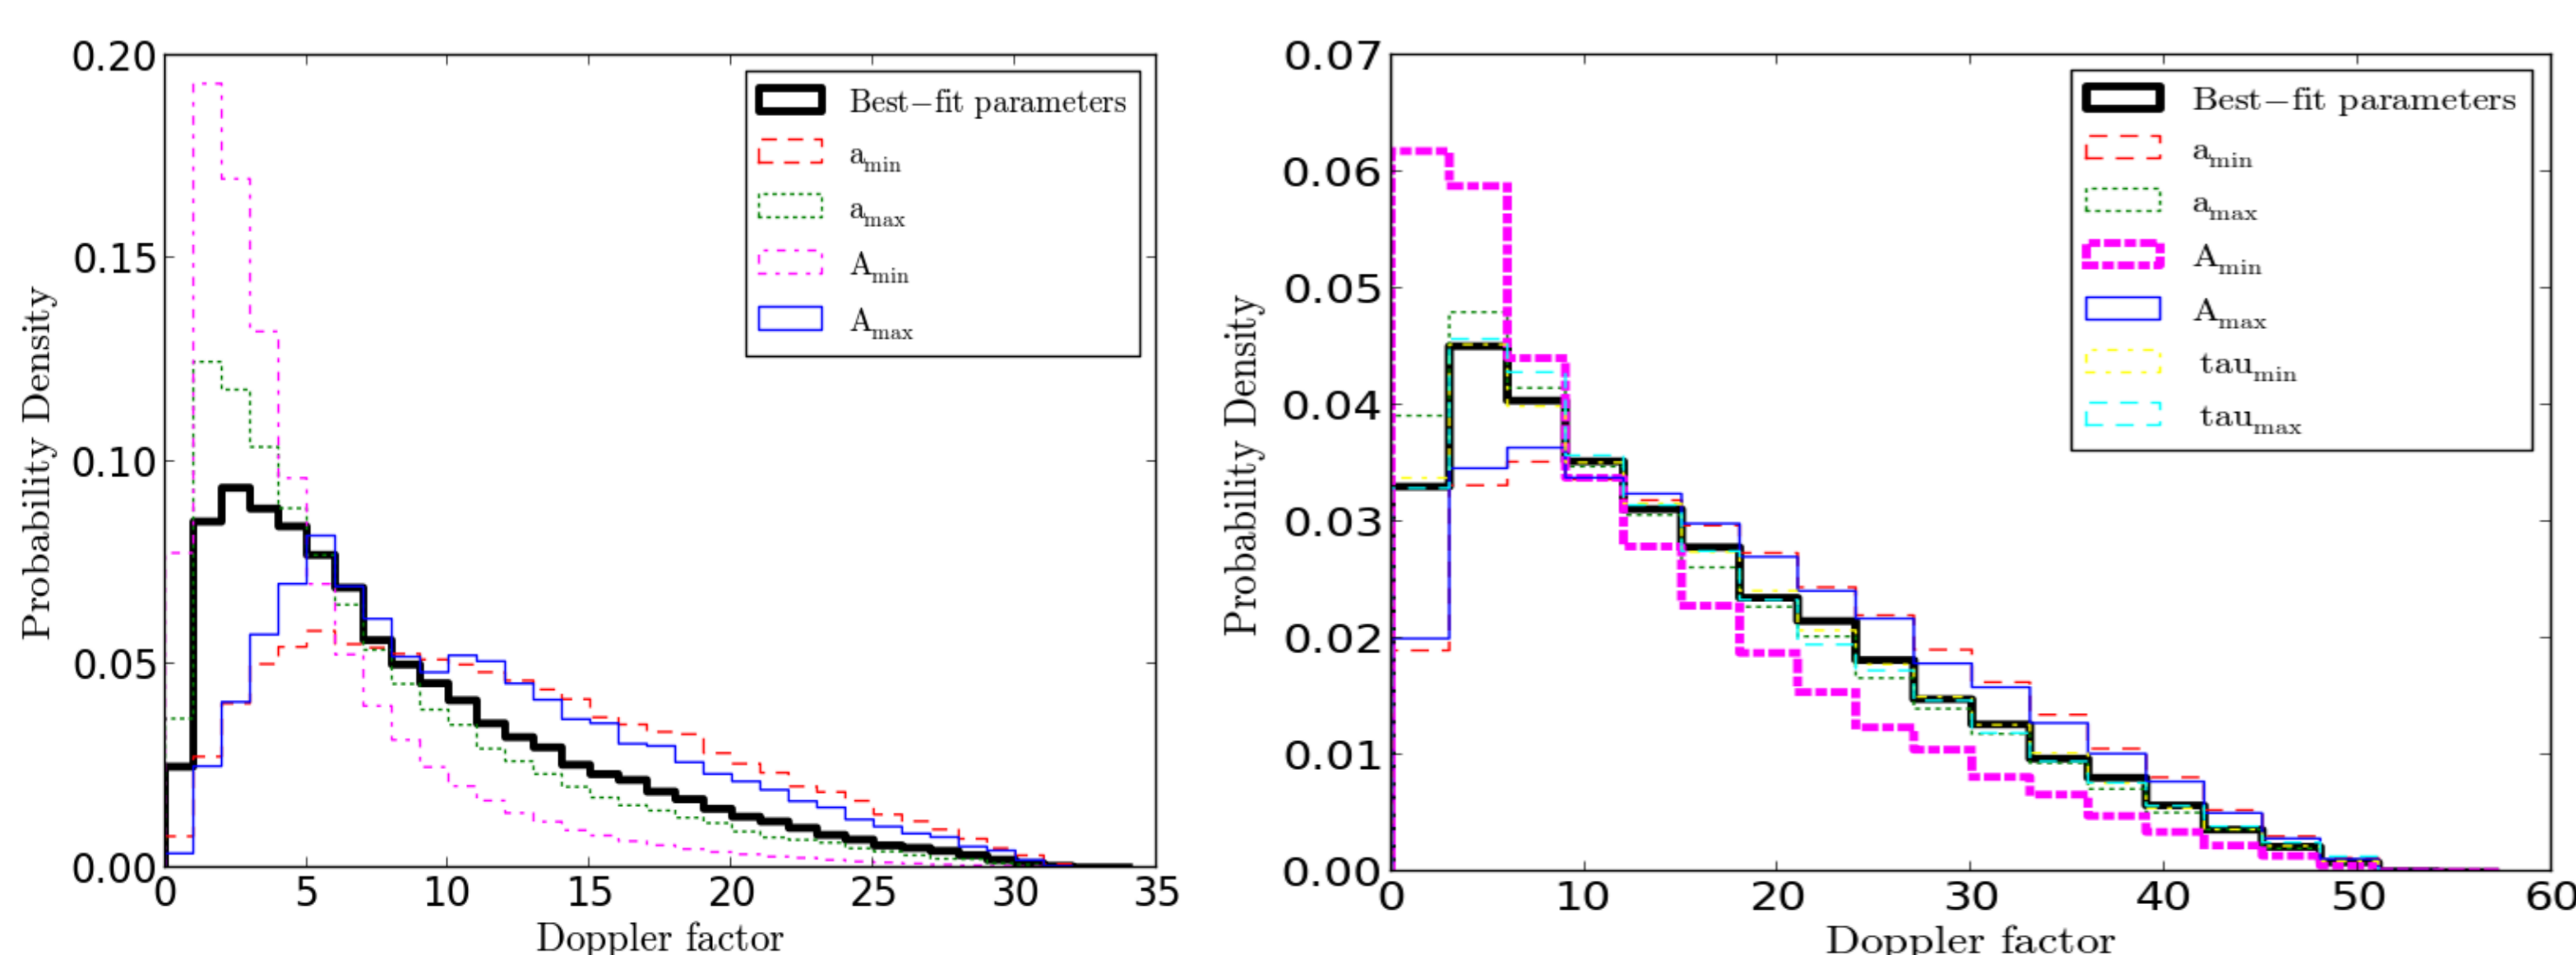 0.20
0.15
0.10
0.05
0.00
0 5 10 15 20 25 30 35
Probability Density
Doppler factor
Best−fit parameters
a_min
a_max
A_min
A_max
0.07
0.06
0.05
0.04
0.03
0.02
0.01
0.00
0 10 20 30 40 50 60
Probability Density
Doppler factor
Best−fit parameters
a_min
a_max
A_min
A_max
tau_min
tau_max